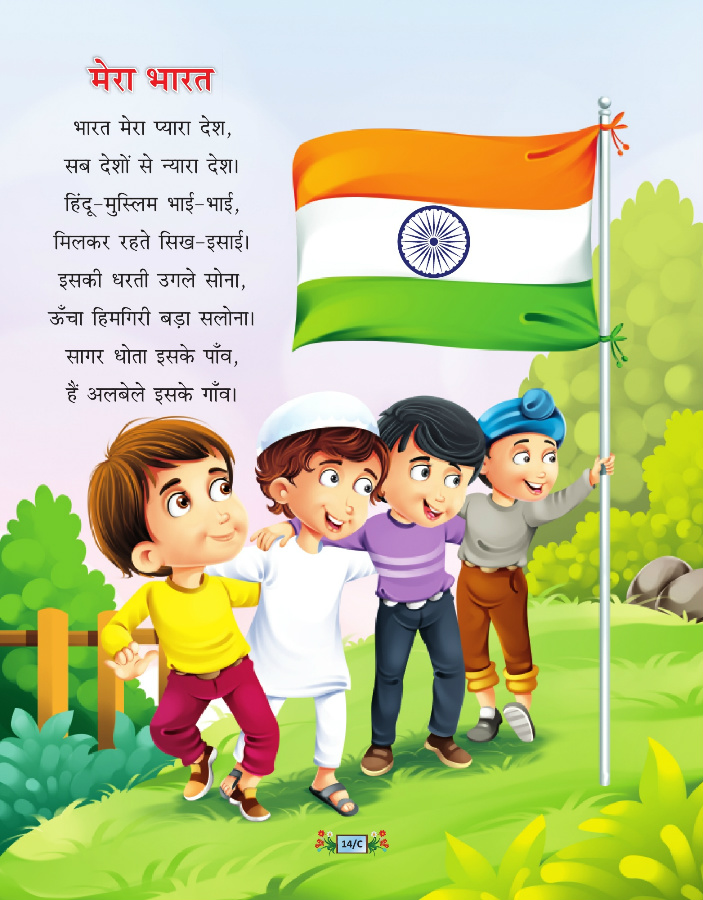 मेरा भारत
भारत मेरा प्यारा देश,
सब देशों से न्यारा देश।
हिंदू-मुस्लिम भाई-भाई,
मिलकर रहते सिख-इसाई।
इसकी धरती उगले सोना,
ऊँचा हिमगिरी बड़ा सलोना।
सागर धोता इसके पाँव,
हैं अलबेले इसके गाँव।
14/C